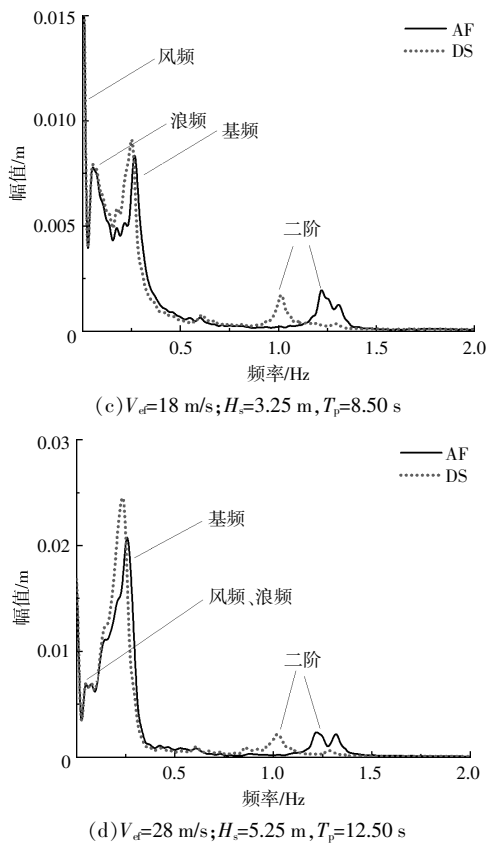 0.015
AF
DS
风频
0.010
浪频
基频
幅值/m
0.005
二阶
0
0.5
1.0
1.5
2.0
频率/Hz
(c)Vef=18 m/s;Hs=3.25 m,Tp=8.50 s
0.03
AF
DS
基频
0.02
风频、浪频
幅值/m
0.01
二阶
0
0.5
1.0
1.5
2.0
频率/Hz
(d)Vef=28 m/s;Hs=5.25 m,Tp=12.50 s